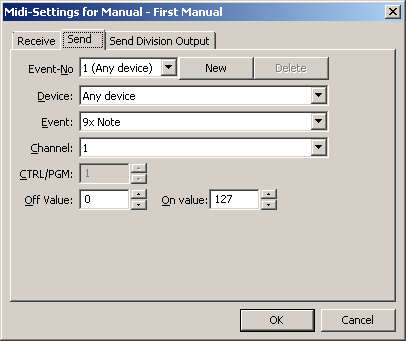 Midi-Settings for Manual - First Manual
Receive Send Send Division Output
Event-No 1 (Any device) New Delete
Device: Any device
Event: 9x Note
Channel: 1
CTRL/PGM: 1
Off Value: 0 On value: 127
OK Cancel